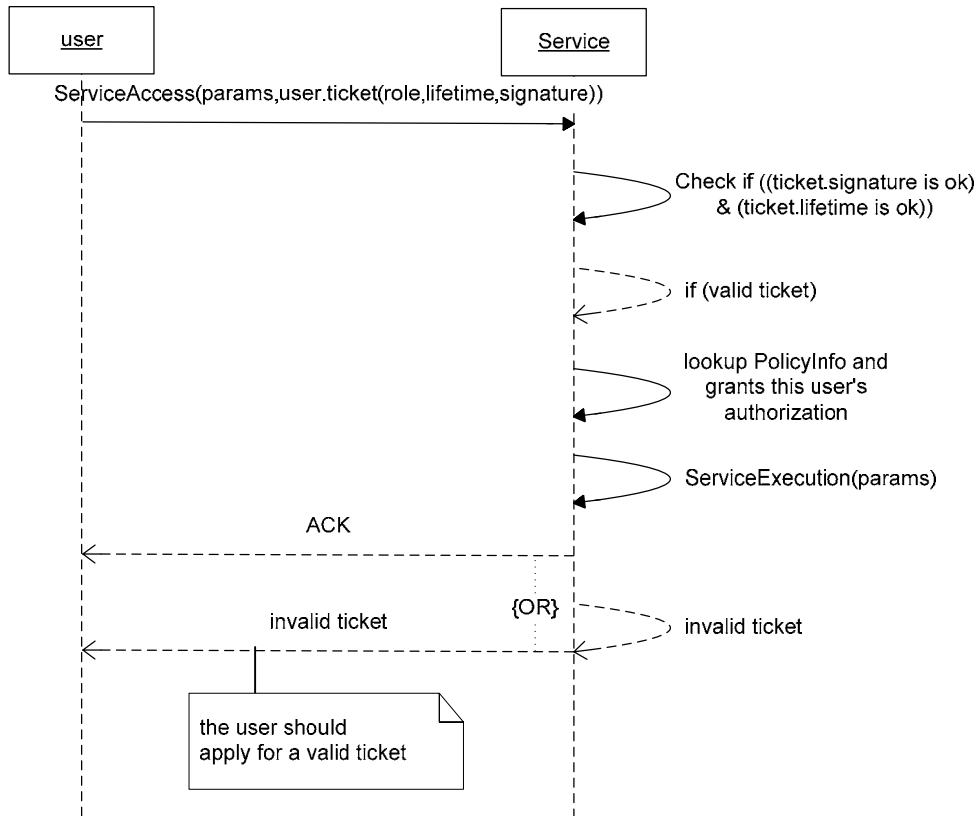 user
Service
ServiceAccess(params,user.ticket(role,lifetime,signature))
Check if ((ticket.signature is ok)
& (ticket.lifetime is ok))
if (valid ticket)
lookup PolicyInfo and
grants this user's
authorization
ServiceExecution(params)
ACK
{OR}
invalid ticket
invalid ticket
the user should
apply for a valid ticket